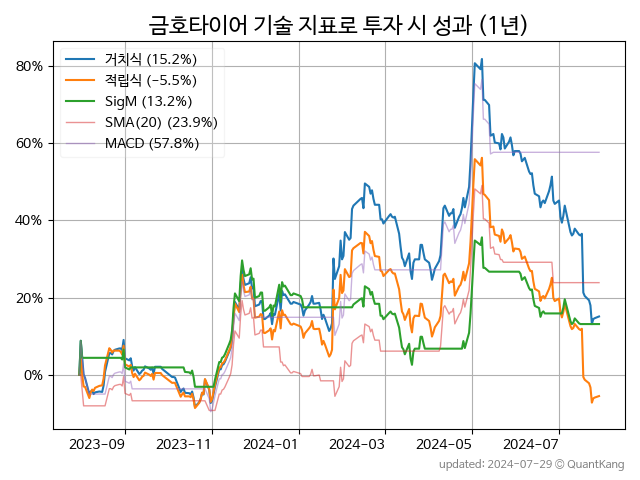 금호타이어 기술 지표로 투자 시 성과 (1년)
거치식 (15.2%)
적립식 (-5.5%)
SigM (13.2%)
SMA(20) (23.9%)
MACD (57.8%)
80%
60%
40%
20%
0%
2023-09 2023-11 2024-01 2024-03 2024-05 2024-07
updated: 2024-07-29 © QuantKang